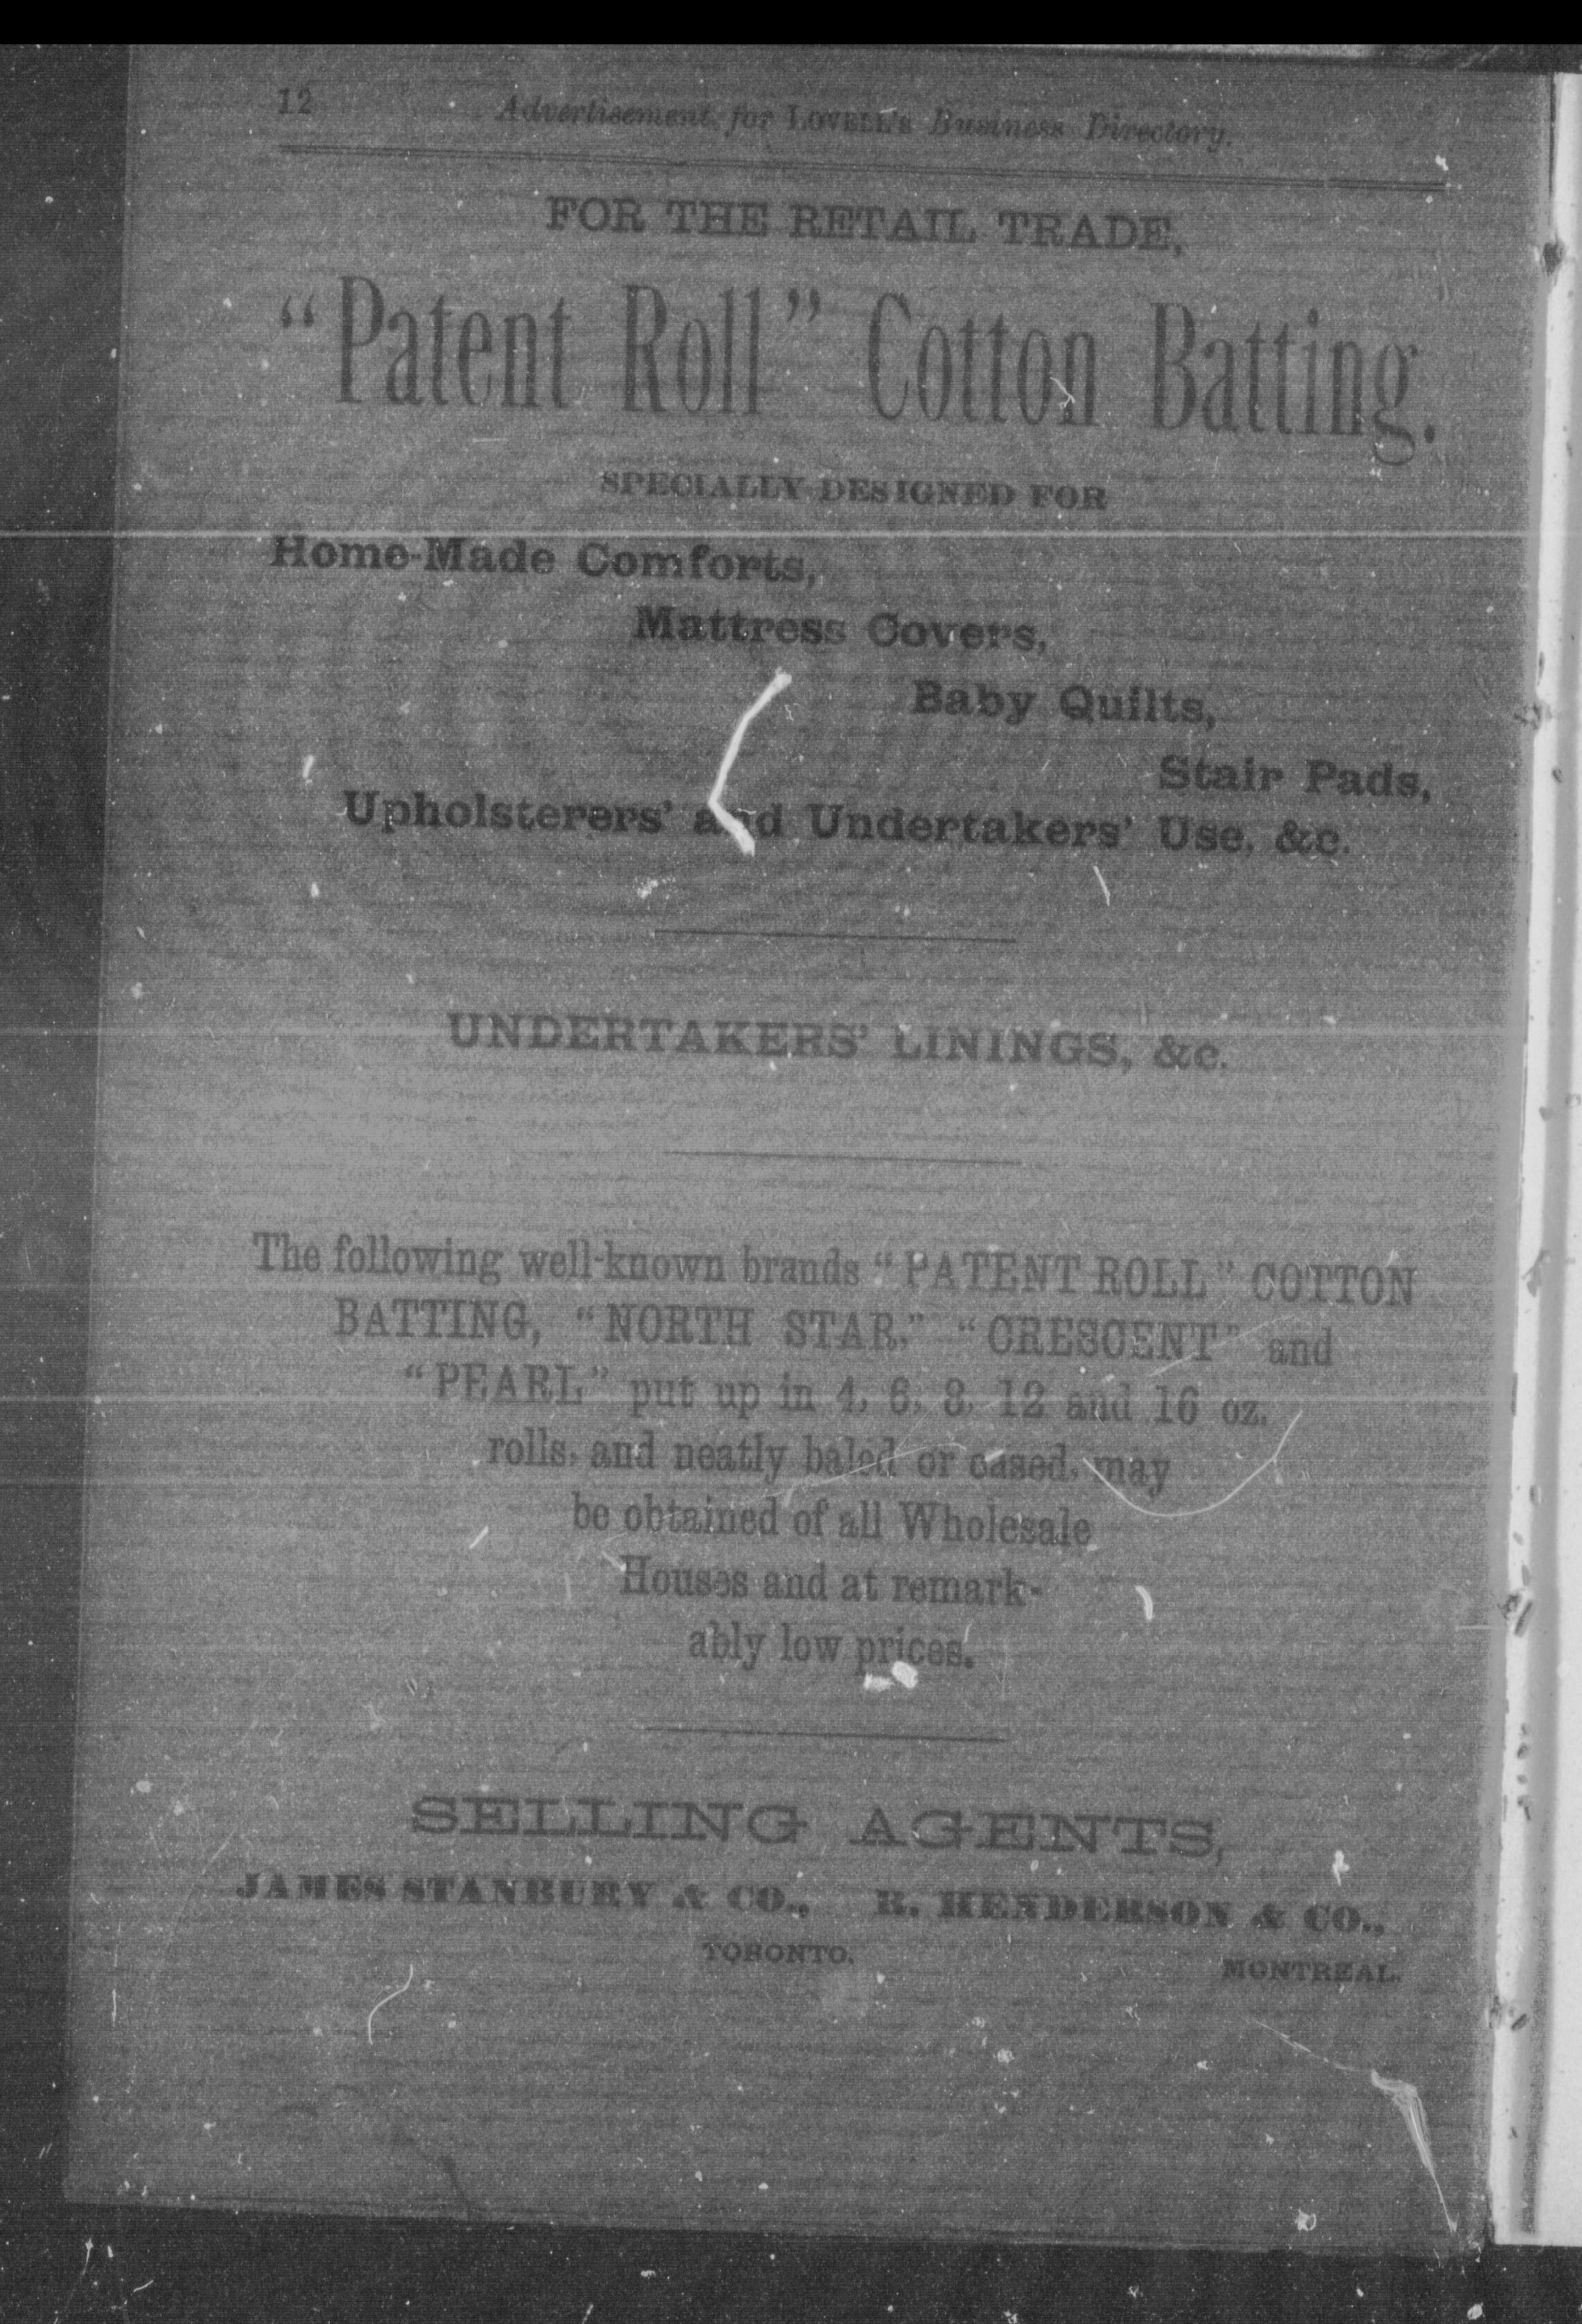 12 Advertisement for LOVELL'S Business Directory.
FOR THE RETAIL TRADE,
“Patent Roll” Cotton Batting.
SPECIALLY DESIGNED FOR
Home-Made Comforts,
Mattress Covers,
Baby Quilts,
Stair Pads,
Upholsterers’ and Undertakers’ Use, &c.
UNDERTAKERS’ LININGS, &c.
The following well-known brands “PATENT ROLL” COTTON
BATTING, “NORTH STAR,” “CRESCENT” and
“PEARL” put up in 4, 6, 8, 12 and 16 oz.
rolls, and neatly baled or cased, may
be obtained of all Wholesale
Houses and at remark-
ably low prices.
SELLING AGENTS,
JAMES STANBURY & CO., R. HENDERSON & CO.,
TORONTO. MONTREAL.